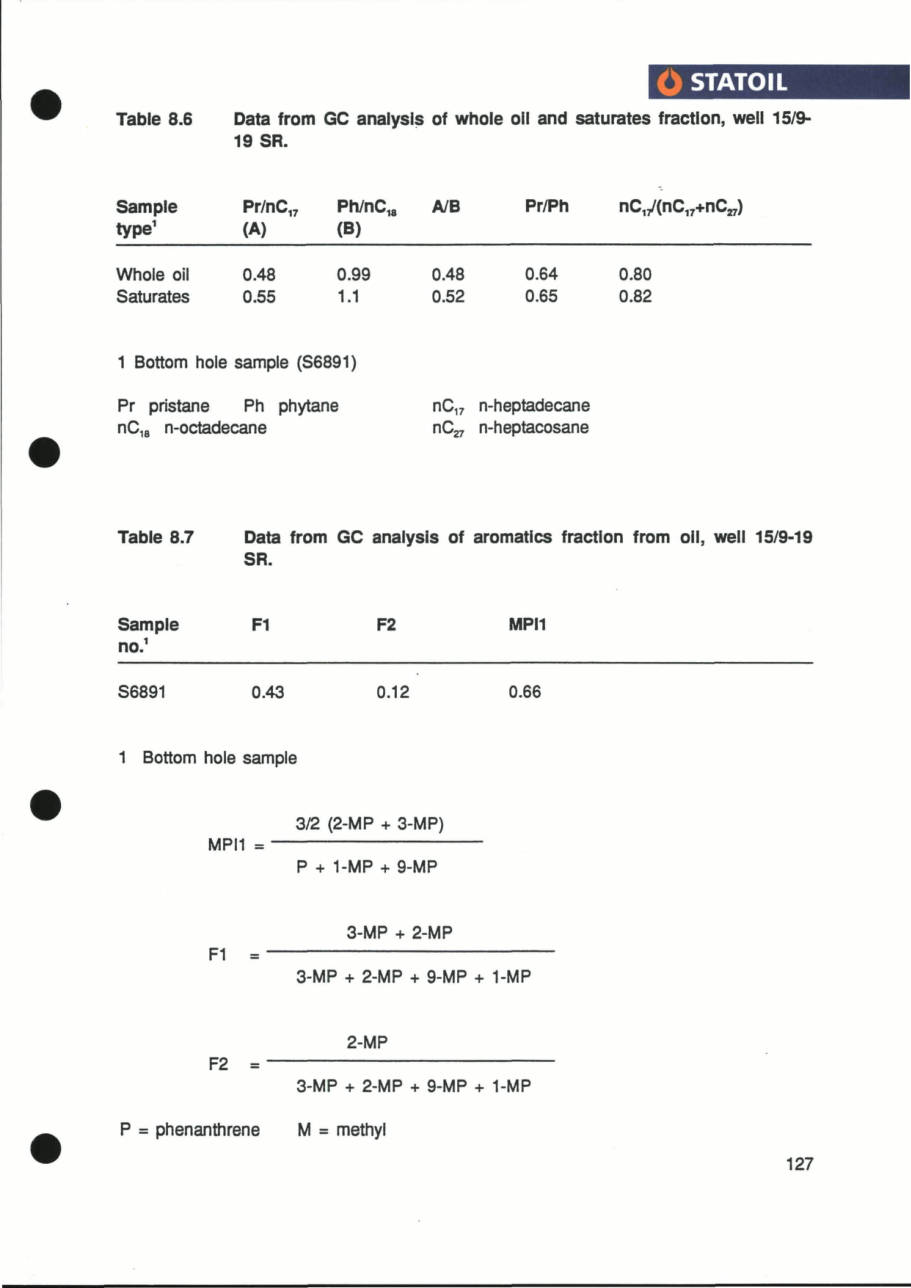 STATOIL
Table 8.6 Data from GC analysis of whole oil and saturates fraction, well 15/9-
19 SR.
Sample Pr/nC₁₇ Ph/nC₁₈ A/B Pr/Ph nC₁₇/(nC₁₇+nC₂₇)
type¹ (A) (B)
Whole oil 0.48 0.99 0.48 0.64 0.80
Saturates 0.55 1.1 0.52 0.65 0.82
1 Bottom hole sample (S6891)
Pr pristane Ph phytane nC₁₇ n-heptadecane
nC₁₈ n-octadecane nC₂₇ n-heptacosane
Table 8.7 Data from GC analysis of aromatics fraction from oil, well 15/9-19
SR.
Sample F1 F2 MPI1
no.¹
S6891 0.43 0.12 0.66
1 Bottom hole sample
3/2 (2-MP + 3-MP)
MPI1 =
P + 1-MP + 9-MP
3-MP + 2-MP
F1 =
3-MP + 2-MP + 9-MP + 1-MP
2-MP
F2 =
3-MP + 2-MP + 9-MP + 1-MP
P = phenanthrene M = methyl
127